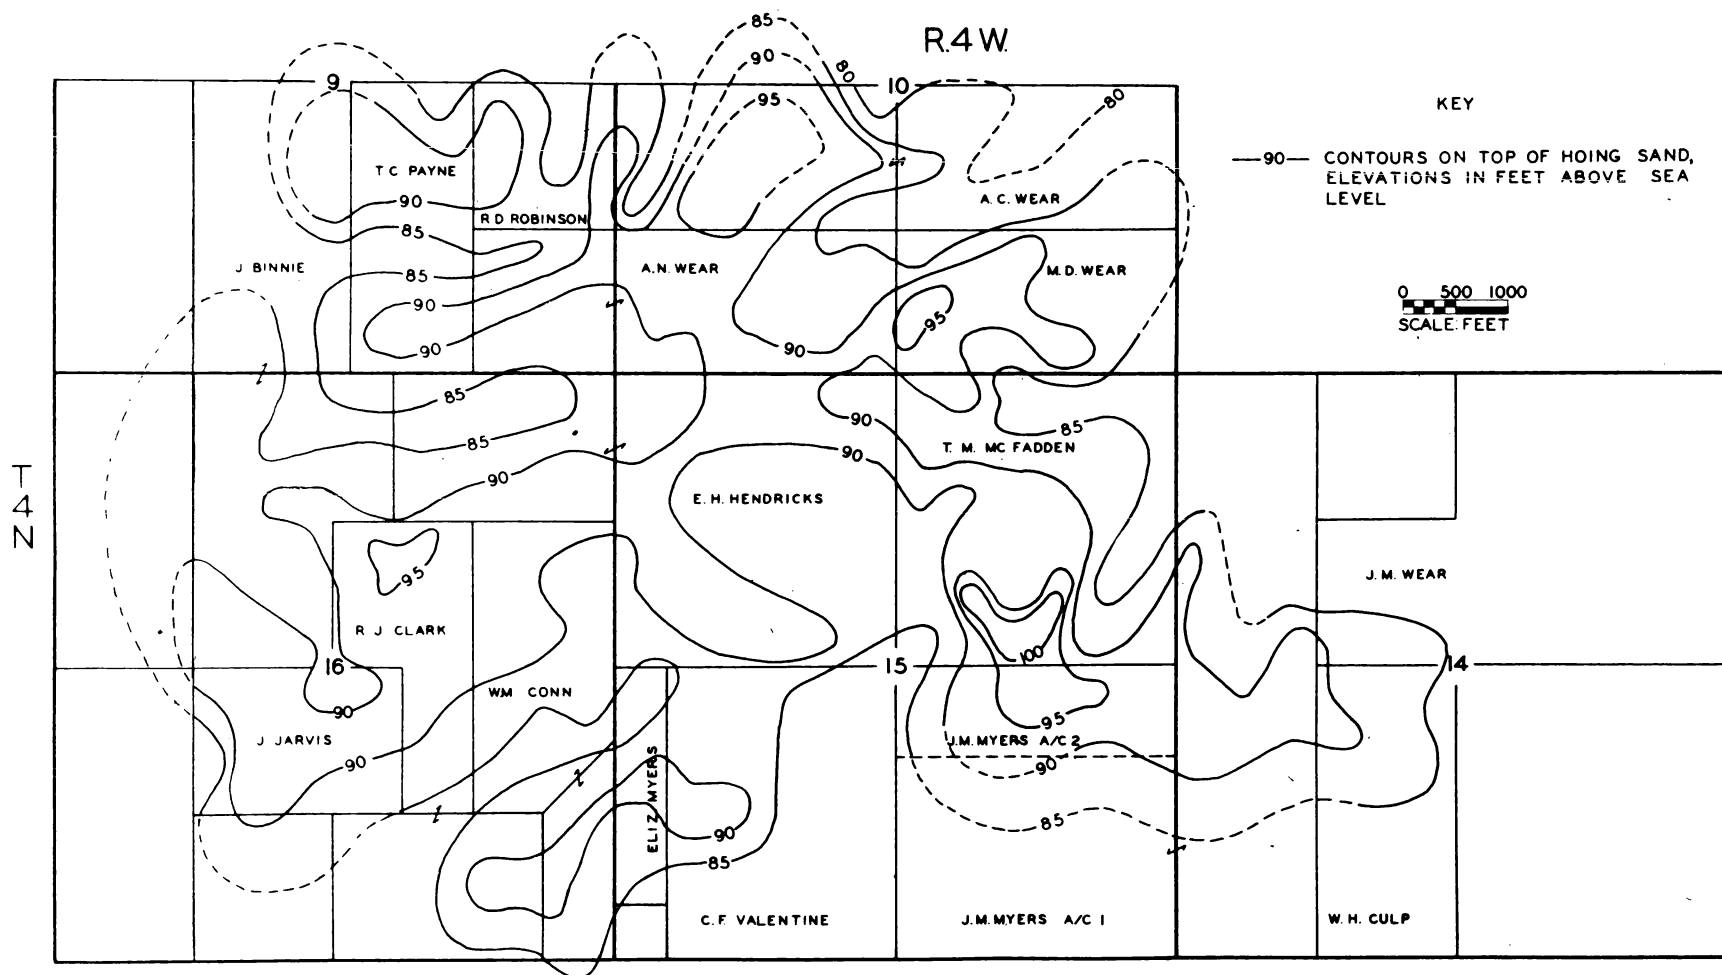 R.4 W.
85
9
90
80
10
KEY
95
80
—90— CONTOURS ON TOP OF HOING SAND,
ELEVATIONS IN FEET ABOVE SEA
LEVEL
T C PAYNE
90
A.C. WEAR
R D ROBINSON
85
J BINNIE
85
A.N. WEAR
M.D. WEAR
90
0 500 1000
SCALE: FEET
95
90
90
85
90
85
85
T. M. MC FADDEN
90
90
T
4
N
E. H. HENDRICKS
95
J. M. WEAR
R J CLARK
100
16
15
14
WM CONN
90
95
J JARVIS
J.M. MYERS A/C 2
90
90
ELIZ MYERS
85
90
85
C. F. VALENTINE
J.M. MYERS A/C 1
W. H. CULP